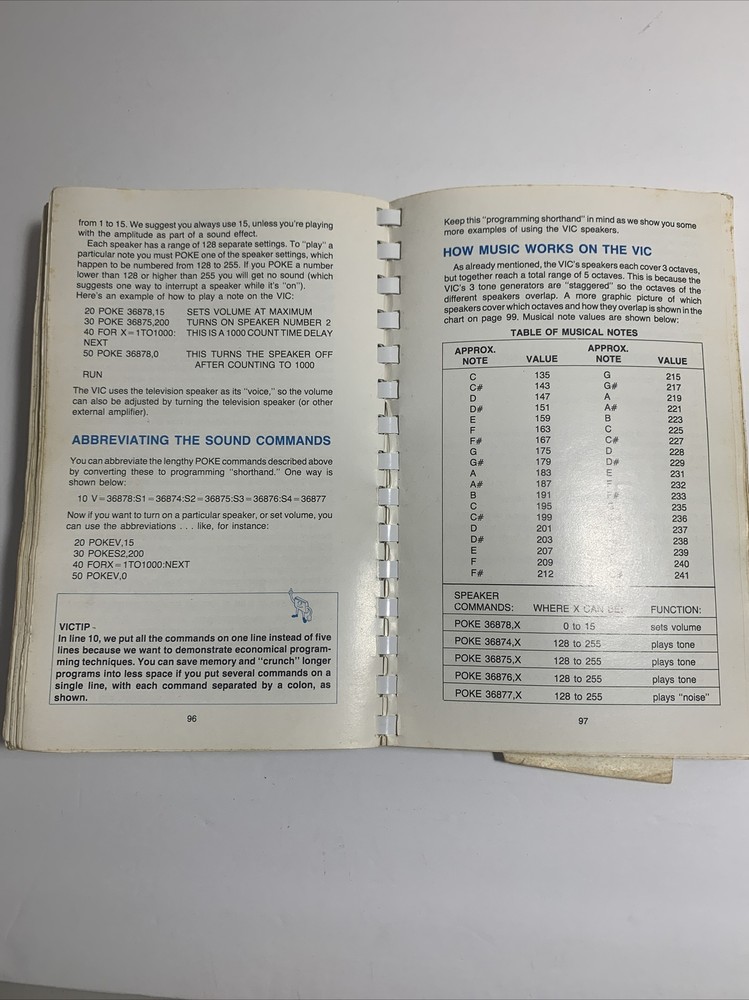 from 1 to 15. We suggest you always use 15, unless you're playing
with the amplitude as part of a sound effect.
Each speaker has a range of 128 separate settings. To "play" a
particular note you must POKE one of the speaker settings, which
happen to be numbered from 128 to 255. If you POKE a number
lower than 128 or higher than 255 you will get no sound (which
suggests one way to interrupt a speaker while it's "on").
Here's an example of how to play a note on the VIC:
20 POKE 36878,15 SETS VOLUME AT MAXIMUM
30 POKE 36875,200 TURNS ON SPEAKER NUMBER 2
40 FOR X=1TO1000: THIS IS A 1000 COUNT TIME DELAY
NEXT
50 POKE 36878,0 THIS TURNS THE SPEAKER OFF
AFTER COUNTING TO 1000
RUN
The VIC uses the television speaker as its "voice," so the volume
can also be adjusted by turning the television speaker (or other
external amplifier).
ABBREVIATING THE SOUND COMMANDS
You can abbreviate the lengthy POKE commands described above
by converting these to programming "shorthand." One way is
shown below:
10 V=36878:S1=36874:S2=36875:S3=36876:S4=36877
Now if you want to turn on a particular speaker, or set volume, you
can use the abbreviations . . . like, for instance:
20 POKEV,15
30 POKES2,200
40 FORX=1TO1000:NEXT
50 POKEV,0
VICTIP -
In line 10, we put all the commands on one line instead of five
lines because we want to demonstrate economical program-
ming techniques. You can save memory and "crunch" longer
programs into less space if you put several commands on a
single line, with each command separated by a colon, as
shown.
96
Keep this "programming shorthand" in mind as we show you some
more examples of using the VIC speakers.
HOW MUSIC WORKS ON THE VIC
As already mentioned, the VIC's speakers each cover 3 octaves,
but together reach a total range of 5 octaves. This is because the
VIC's 3 tone generators are "staggered" so the octaves of the
different speakers overlap. A more graphic picture of which
speakers cover which octaves and how they overlap is shown in the
chart on page 99. Musical note values are shown below:
TABLE OF MUSICAL NOTES
APPROX. APPROX.
NOTE VALUE NOTE VALUE
C 135 G 215
C# 143 G# 217
D 147 A 219
D# 151 A# 221
E 159 B 223
F 163 C 225
F# 167 C# 227
G 175 D 228
G# 179 D# 229
A 183 E 231
A# 187 F 232
B 191 F# 233
C 195 235
C# 199 236
D 201 237
D# 203 238
E 207 239
F 209 240
F# 212 241
SPEAKER
COMMANDS: WHERE X CAN BE: FUNCTION:
POKE 36878,X 0 to 15 sets volume
POKE 36874,X 128 to 255 plays tone
POKE 36875,X 128 to 255 plays tone
POKE 36876,X 128 to 255 plays tone
POKE 36877,X 128 to 255 plays "noise"
97